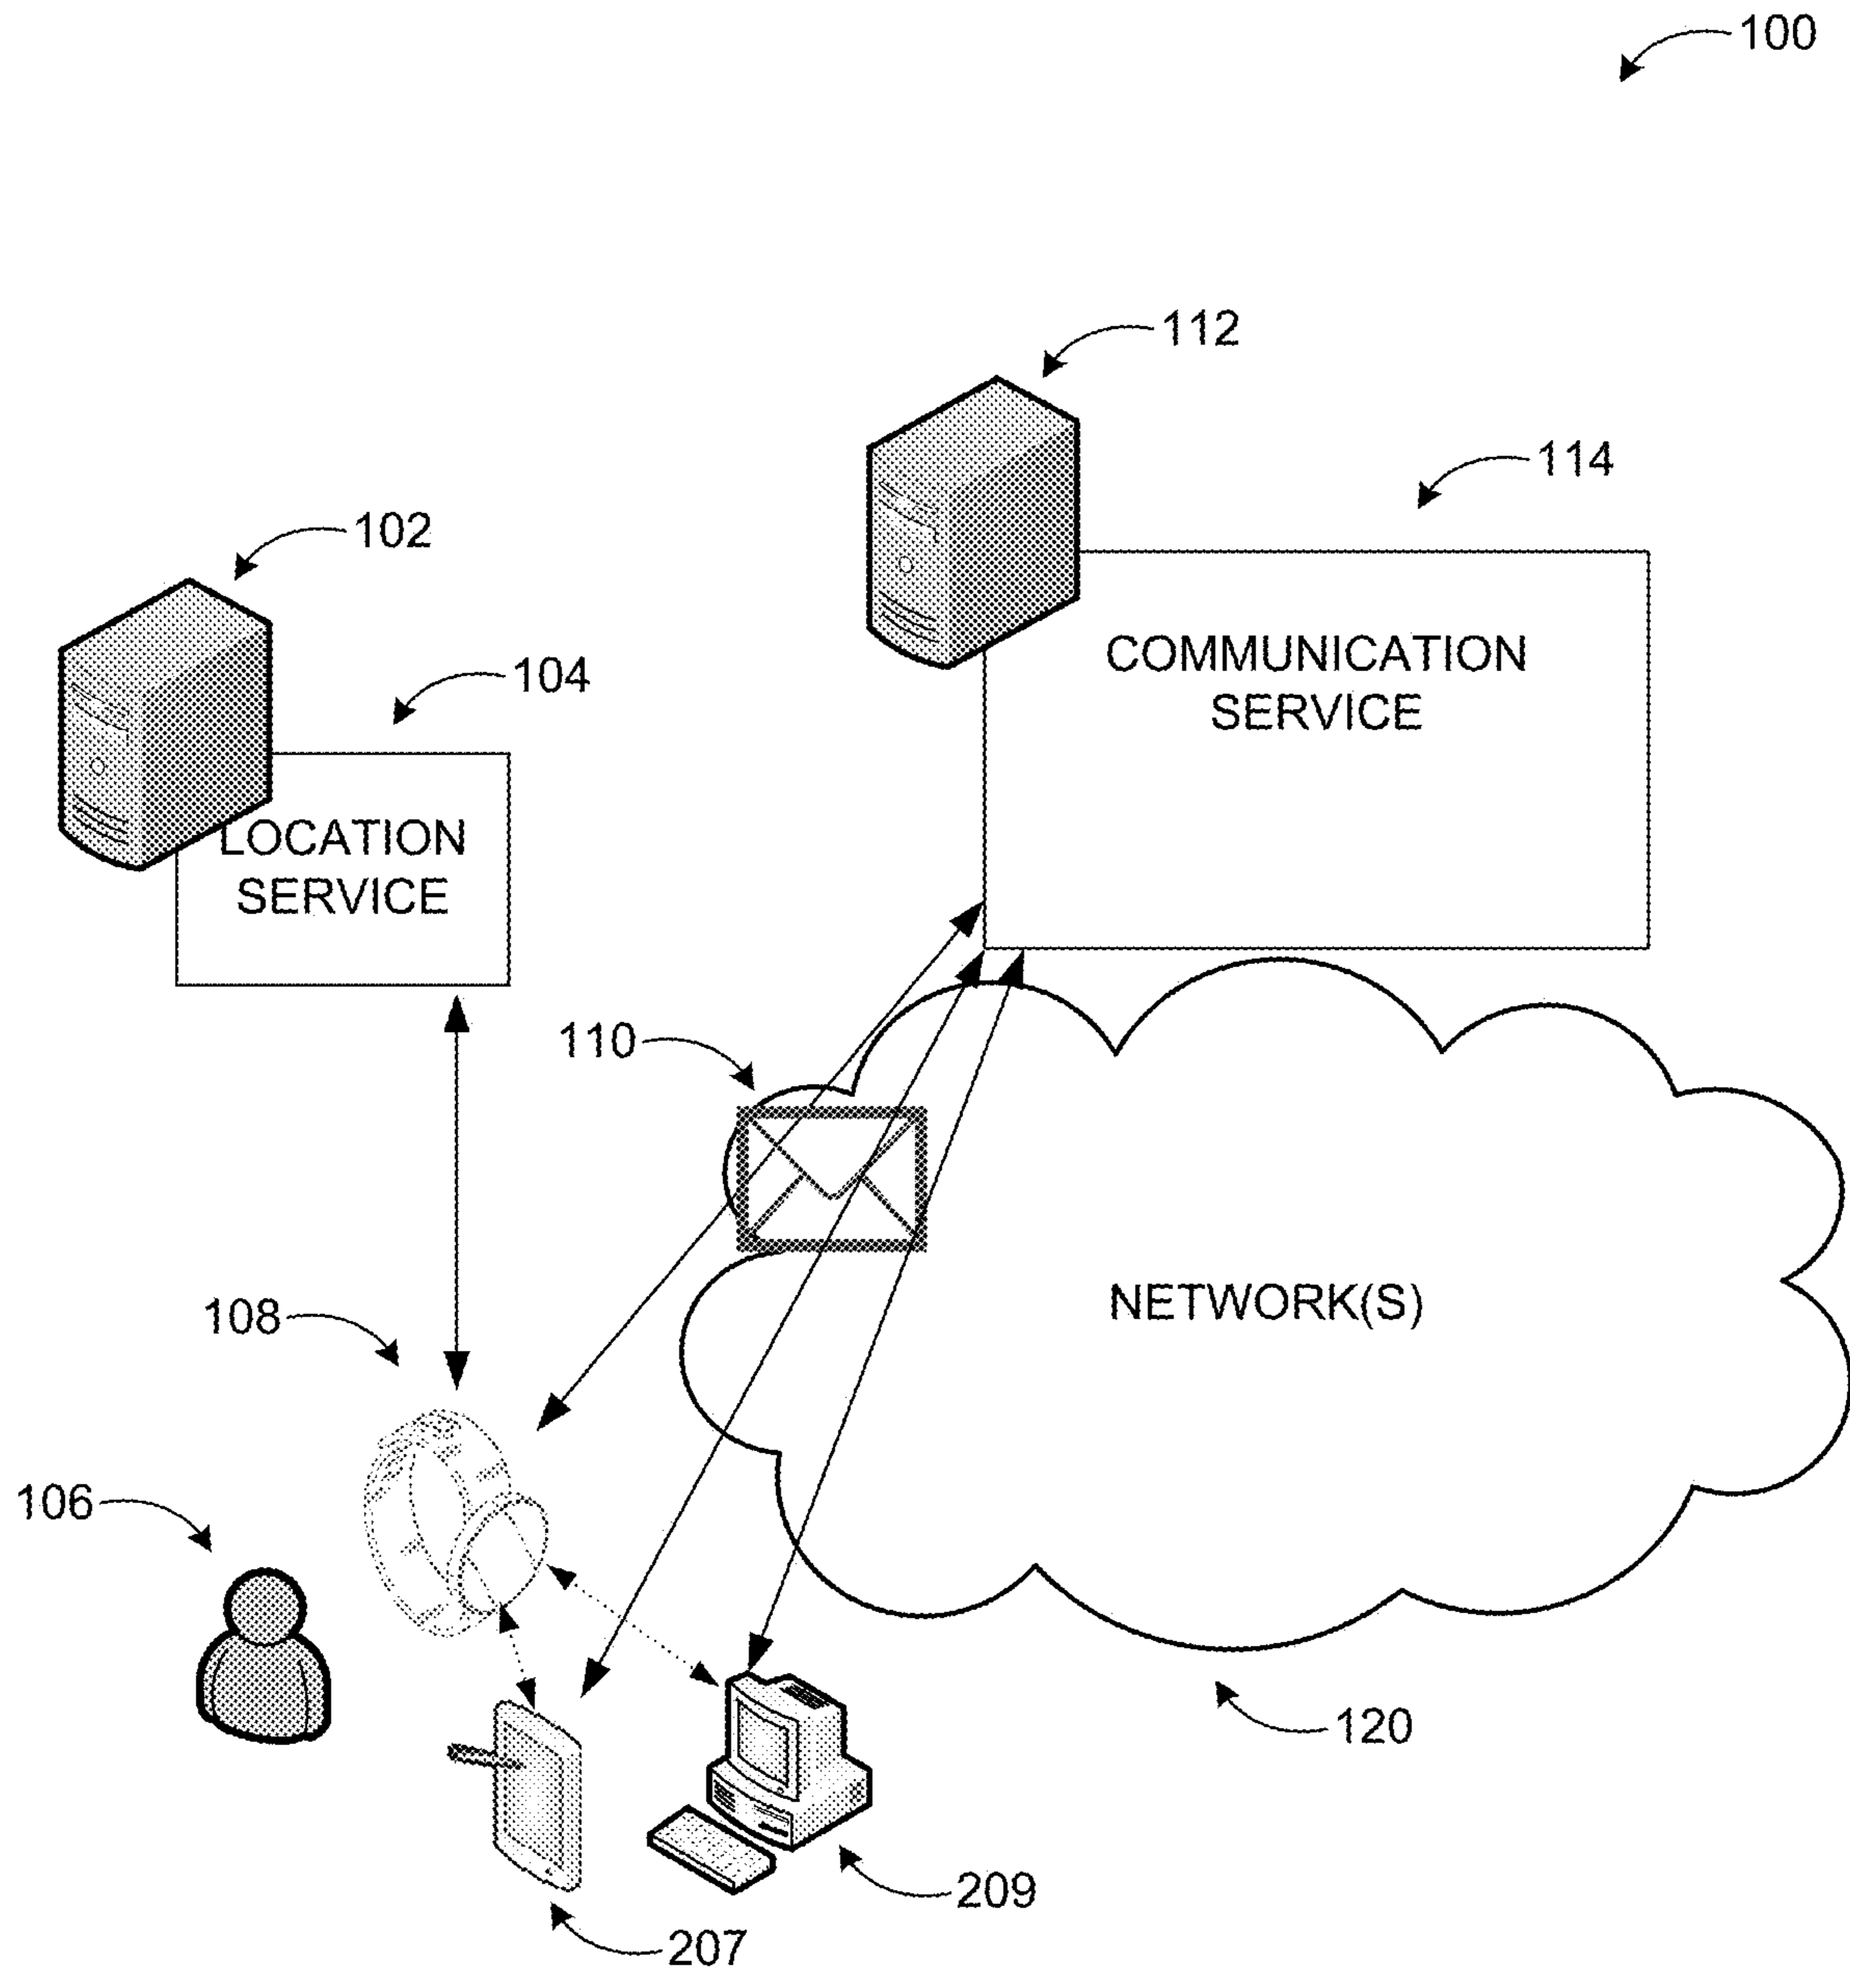 100
112
114
102
104
COMMUNICATION
SERVICE
LOCATION
SERVICE
110
NETWORK(S)
108
106
120
209
207